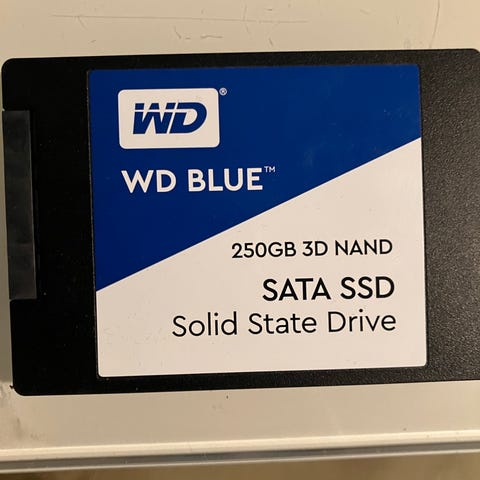 WD®
WD BLUE™
250GB 3D NAND
SATA SSD
Solid State Drive